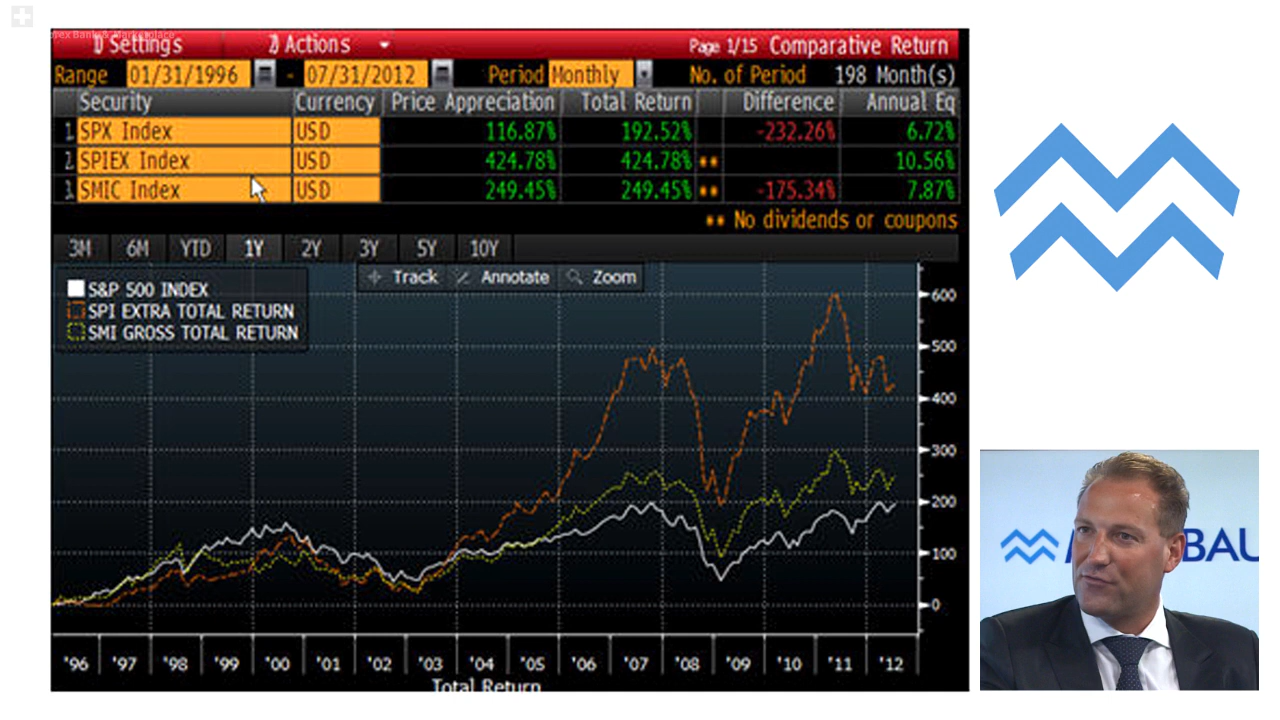 1) Settings 2) Actions Page 1/15 Comparative Return
Range 01/31/1996 - 07/31/2012 Period Monthly No. of Period 198 Month(s)
Security Currency Price Appreciation Total Return Difference Annual Eq
1. SPX Index USD 116.87% 192.52% -232.26% 6.72%
2. SPIEX Index USD 424.78% 424.78% ** 10.56%
3. SMIC Index USD 249.45% 249.45% ** -175.34% 7.87%
** No dividends or coupons
3M 6M YTD 1Y 2Y 3Y 5Y 10Y
Track Annotate Zoom
S&P 500 INDEX
SPI EXTRA TOTAL RETURN
SMI GROSS TOTAL RETURN
600
500
400
300
200
100
0
'96 '97 '98 '99 '00 '01 '02 '03 '04 '05 '06 '07 '08 '09 '10 '11 '12
Total Return
BAU